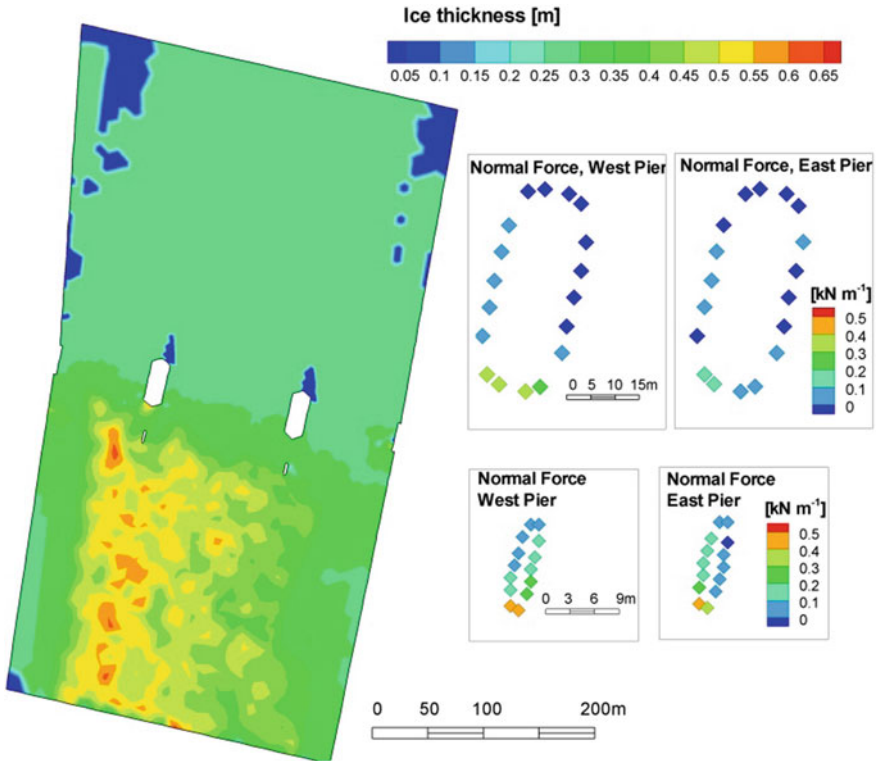 Ice thickness [m]
0.05 0.1 0.15 0.2 0.25 0.3 0.35 0.4 0.45 0.5 0.55 0.6 0.65
Normal Force, West Pier
0 5 10 15m
Normal Force, East Pier
[kN m⁻¹]
0.5
0.4
0.3
0.2
0.1
0
Normal Force
West Pier
0 3 6 9m
Normal Force
East Pier
[kN m⁻¹]
0.5
0.4
0.3
0.2
0.1
0
0 50 100 200m